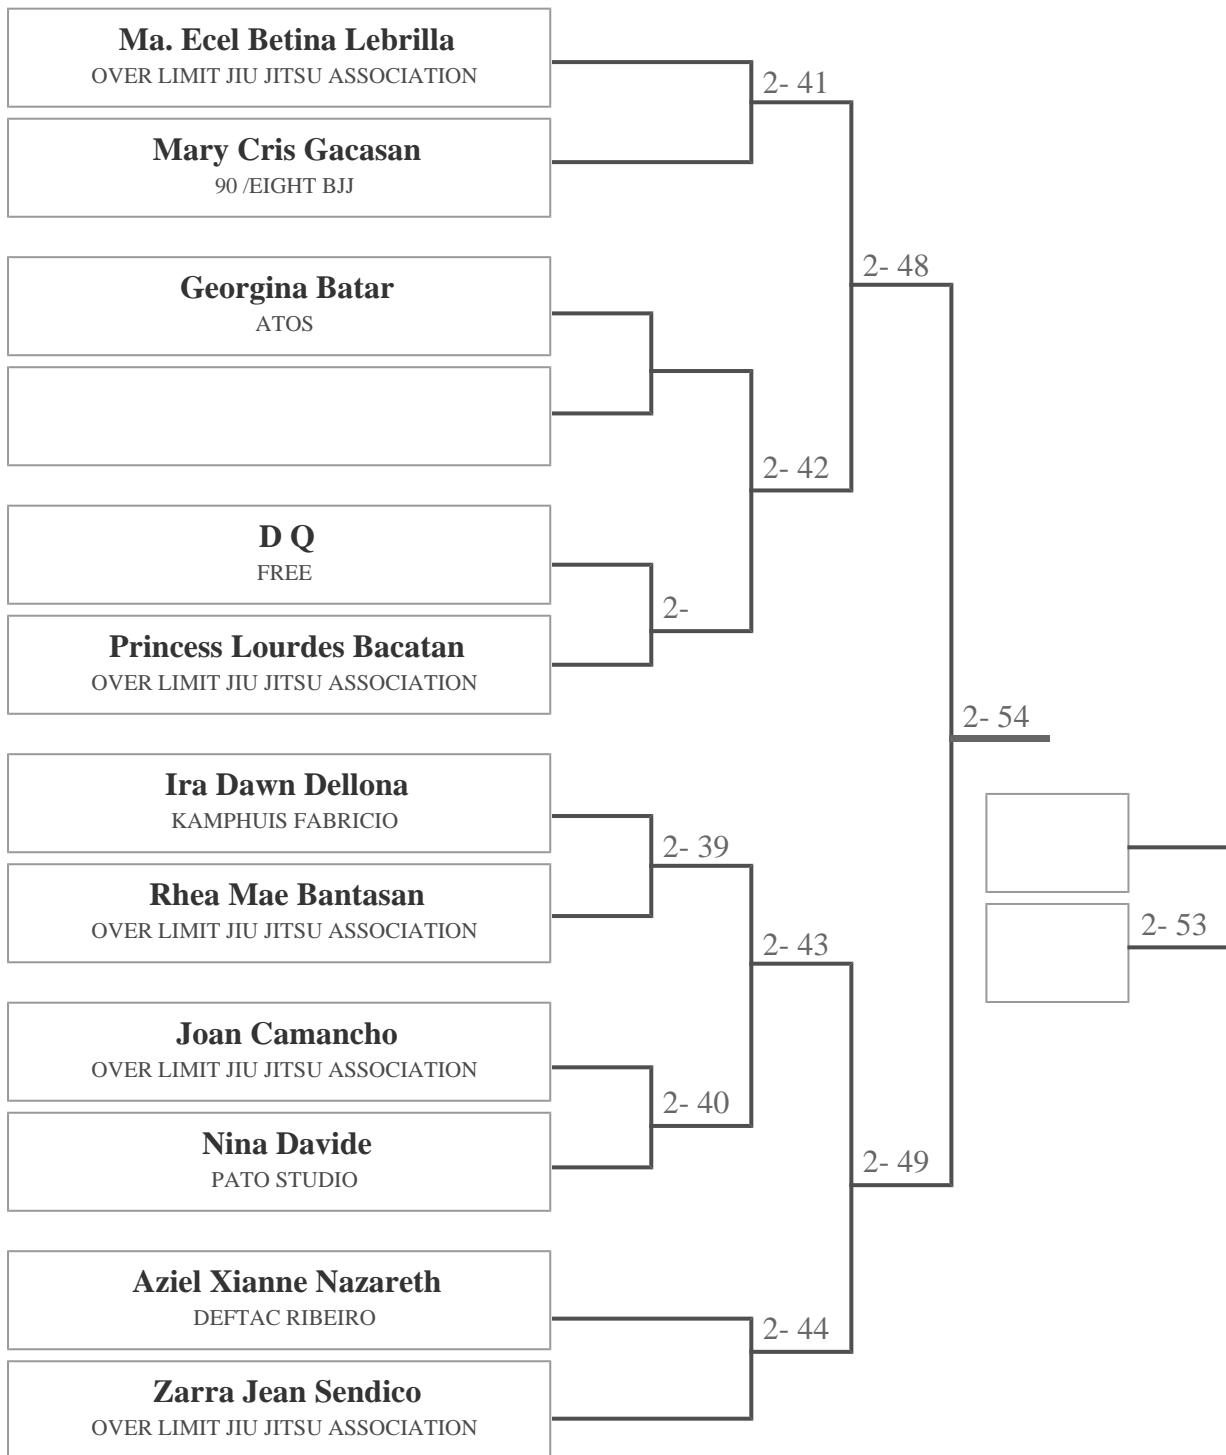 Ma. Ecel Betina Lebrilla
OVER LIMIT JIU JITSU ASSOCIATION
2- 41
Mary Cris Gacasan
90 /EIGHT BJJ
2- 48
Georgina Batar
ATOS
2- 42
D Q
FREE
2-
Princess Lourdes Bacatan
OVER LIMIT JIU JITSU ASSOCIATION
2- 54
Ira Dawn Dellona
KAMPHUIS FABRICIO
2- 39
Rhea Mae Bantasan
OVER LIMIT JIU JITSU ASSOCIATION
2- 53
2- 43
Joan Camancho
OVER LIMIT JIU JITSU ASSOCIATION
2- 40
Nina Davide
PATO STUDIO
2- 49
Aziel Xianne Nazareth
DEFTAC RIBEIRO
2- 44
Zarra Jean Sendico
OVER LIMIT JIU JITSU ASSOCIATION